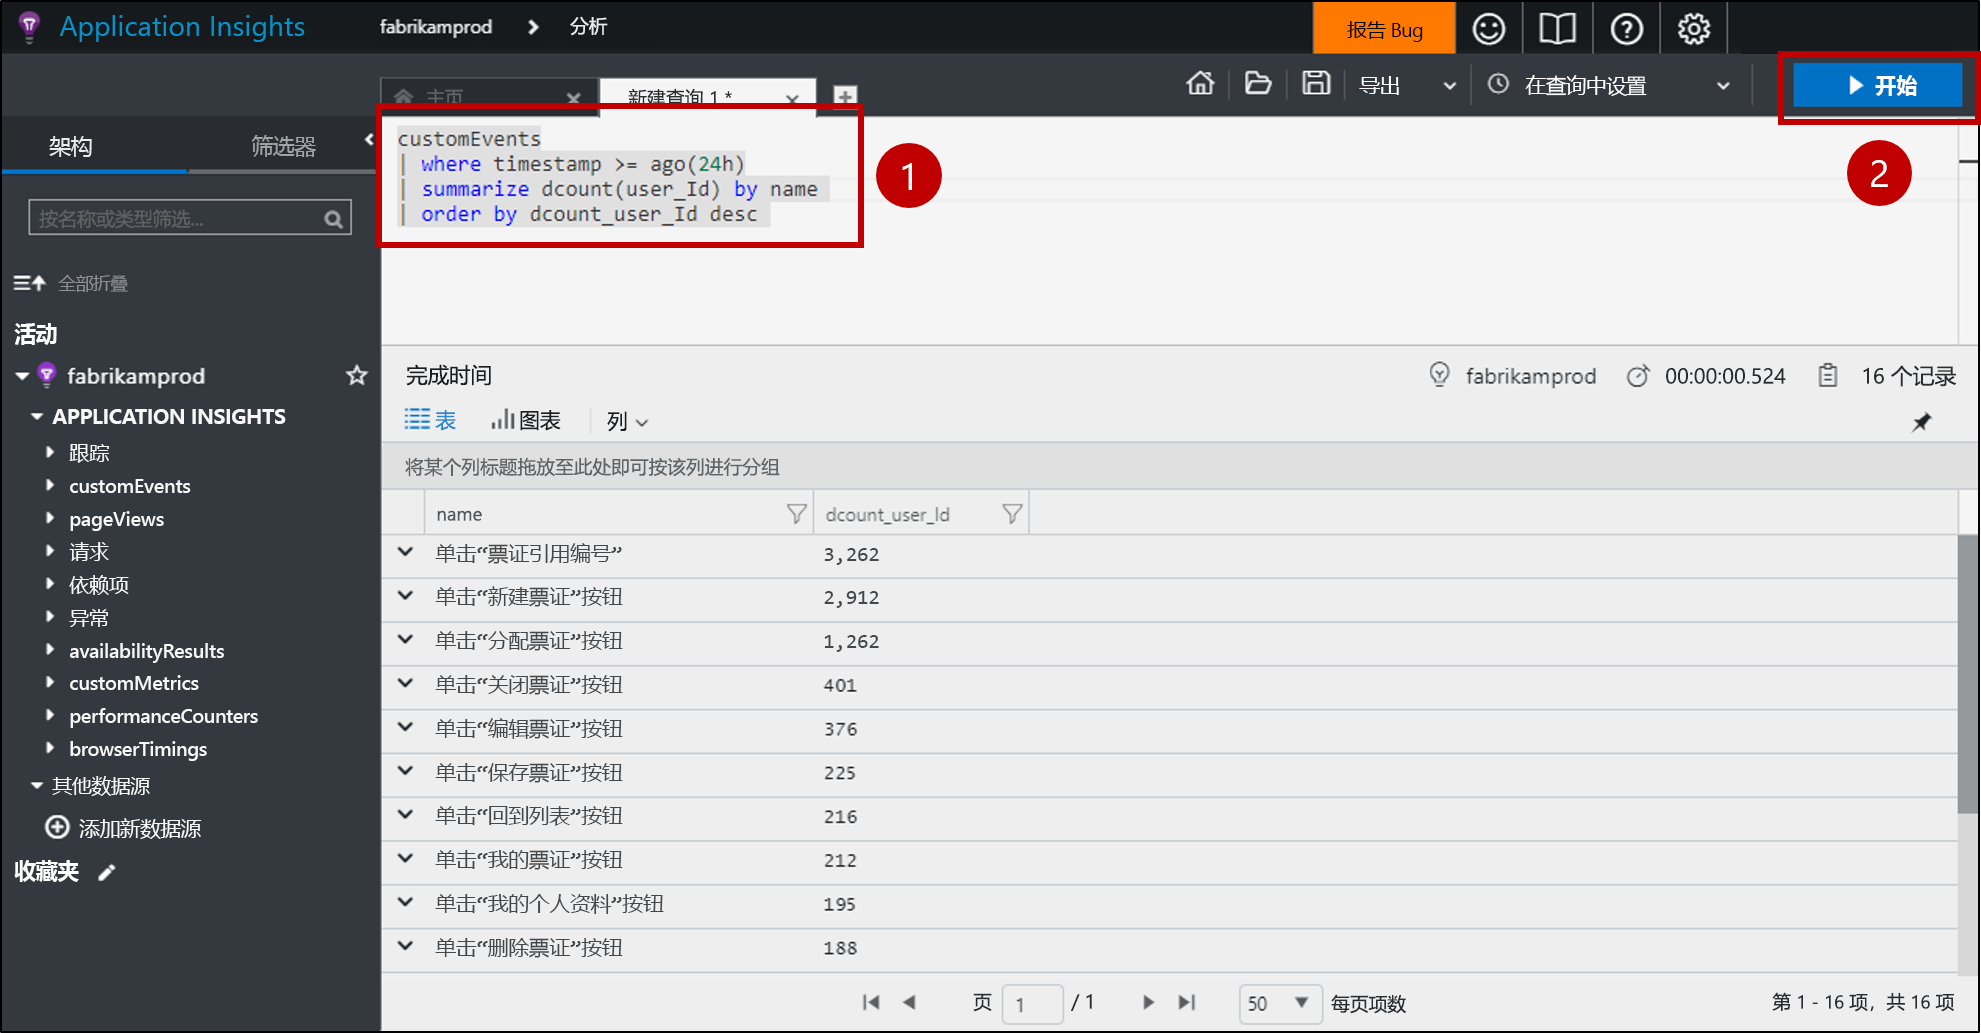 Application Insights
fabrikamprod
分析
报告 Bug
主页
新建查询 1 *
导出
在查询中设置
开始
架构
筛选器
customEvents
| where timestamp >= ago(24h)
| summarize dcount(user_Id) by name
| order by dcount_user_Id desc
1
2
按名称或类型筛选...
全部折叠
活动
fabrikamprod
APPLICATION INSIGHTS
跟踪
customEvents
pageViews
请求
依赖项
异常
availabilityResults
customMetrics
performanceCounters
browserTimings
其他数据源
添加新数据源
收藏夹
完成时间
fabrikamprod
00:00:00.524
16 个记录
表
图表
列
将某个列标题拖放至此处即可按该列进行分组
name dcount_user_Id
单击“票证引用编号” 3,262
单击“新建票证”按钮 2,912
单击“分配票证”按钮 1,262
单击“关闭票证”按钮 401
单击“编辑票证”按钮 376
单击“保存票证”按钮 225
单击“回到列表”按钮 216
单击“我的票证”按钮 212
单击“我的个人资料”按钮 195
单击“删除票证”按钮 188
页 1 / 1
50 每页项数
第 1 - 16 项，共 16 项